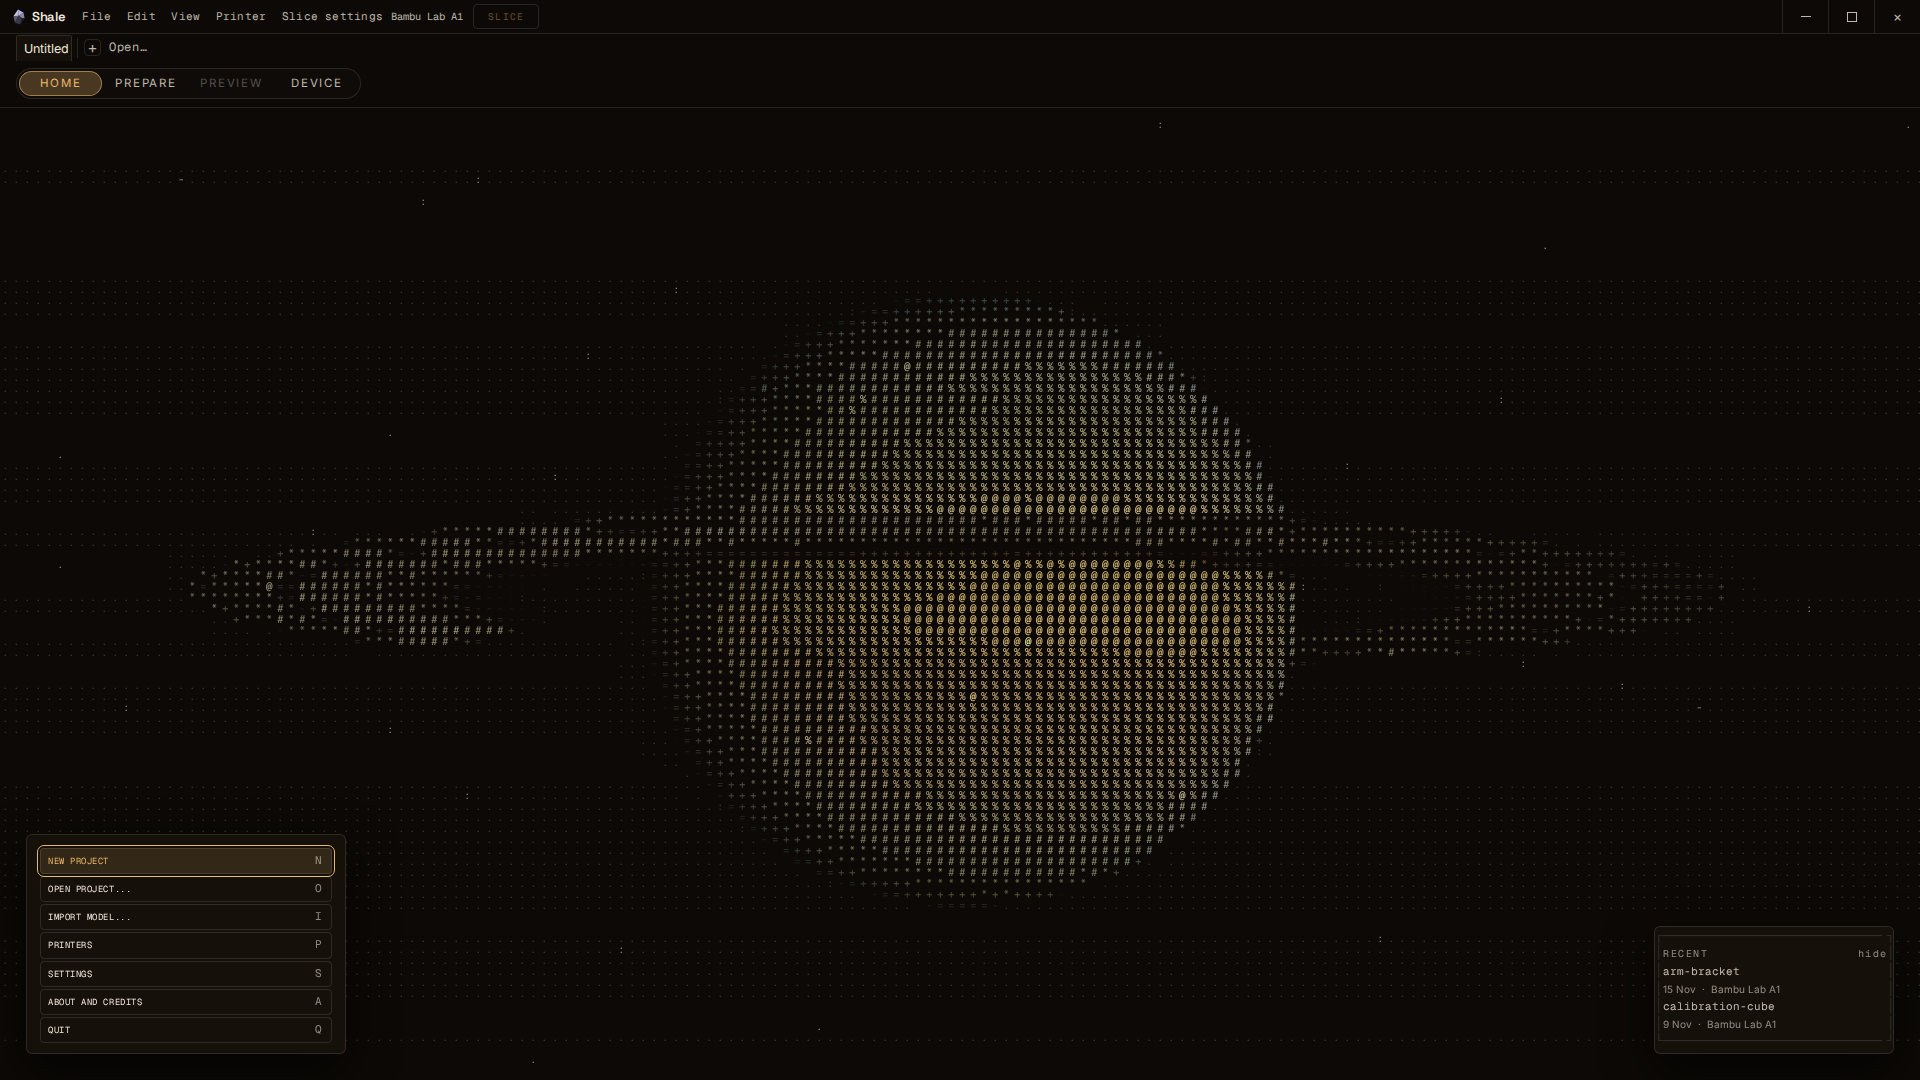 Shale File Edit View Printer Slice settings Bambu Lab A1 SLICE
Untitled + Open…
HOME PREPARE PREVIEW DEVICE
NEW PROJECT N
OPEN PROJECT... O
IMPORT MODEL... I
PRINTERS P
SETTINGS S
ABOUT AND CREDITS A
QUIT Q
RECENT hide
arm-bracket
15 Nov · Bambu Lab A1
calibration-cube
9 Nov · Bambu Lab A1